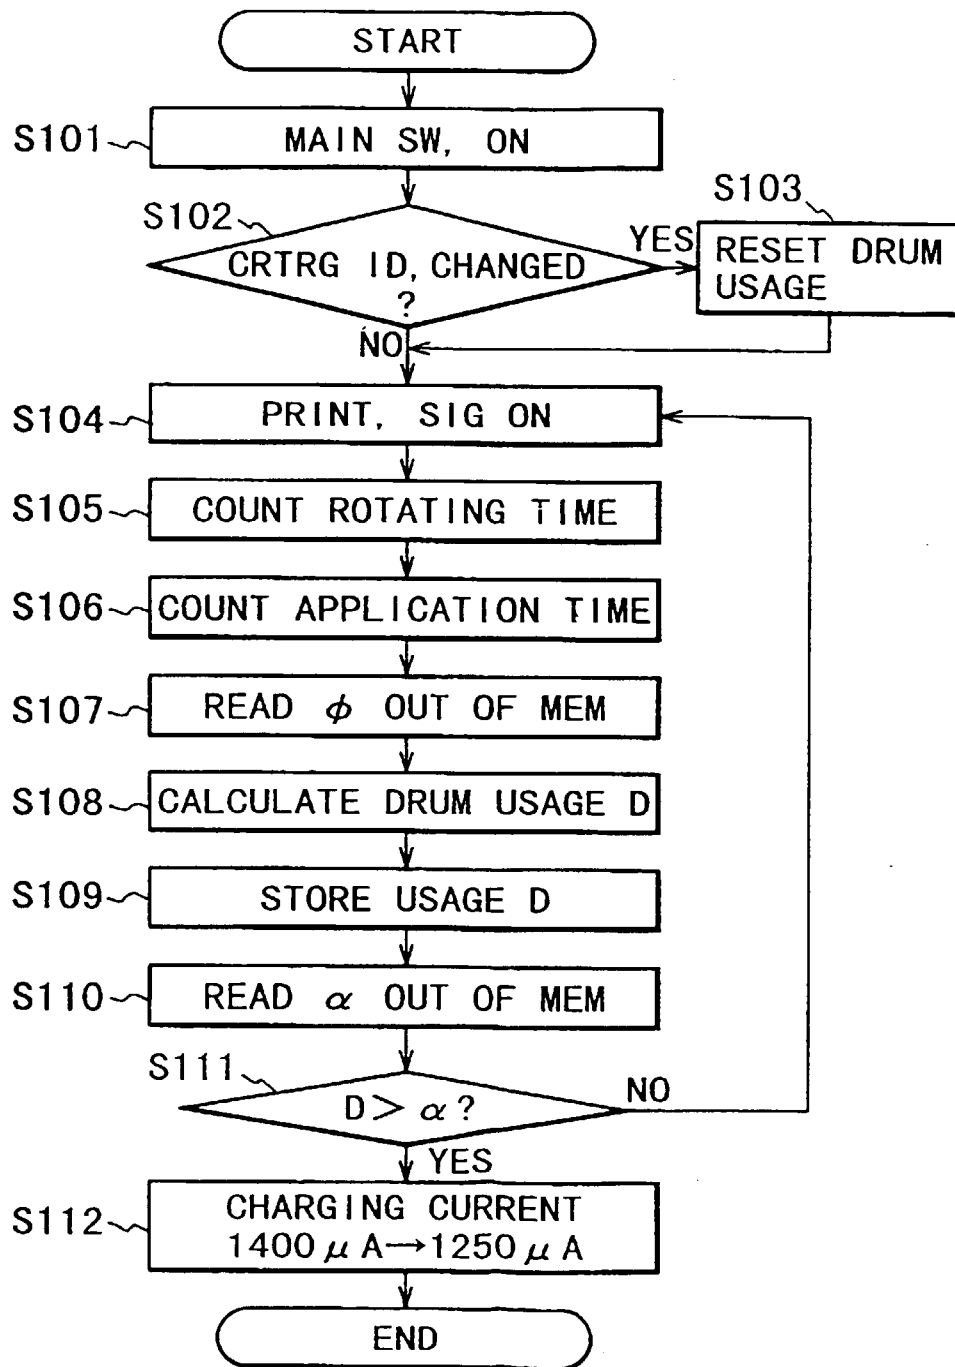 START
S101
MAIN SW, ON
S102
CRTRG ID, CHANGED
?
YES
S103
RESET DRUM
USAGE
NO
S104
PRINT, SIG ON
S105
COUNT ROTATING TIME
S106
COUNT APPLICATION TIME
S107
READ ϕ OUT OF MEM
S108
CALCULATE DRUM USAGE D
S109
STORE USAGE D
S110
READ α OUT OF MEM
S111
D > α ?
NO
YES
S112
CHARGING CURRENT
1400 μA→1250 μA
END